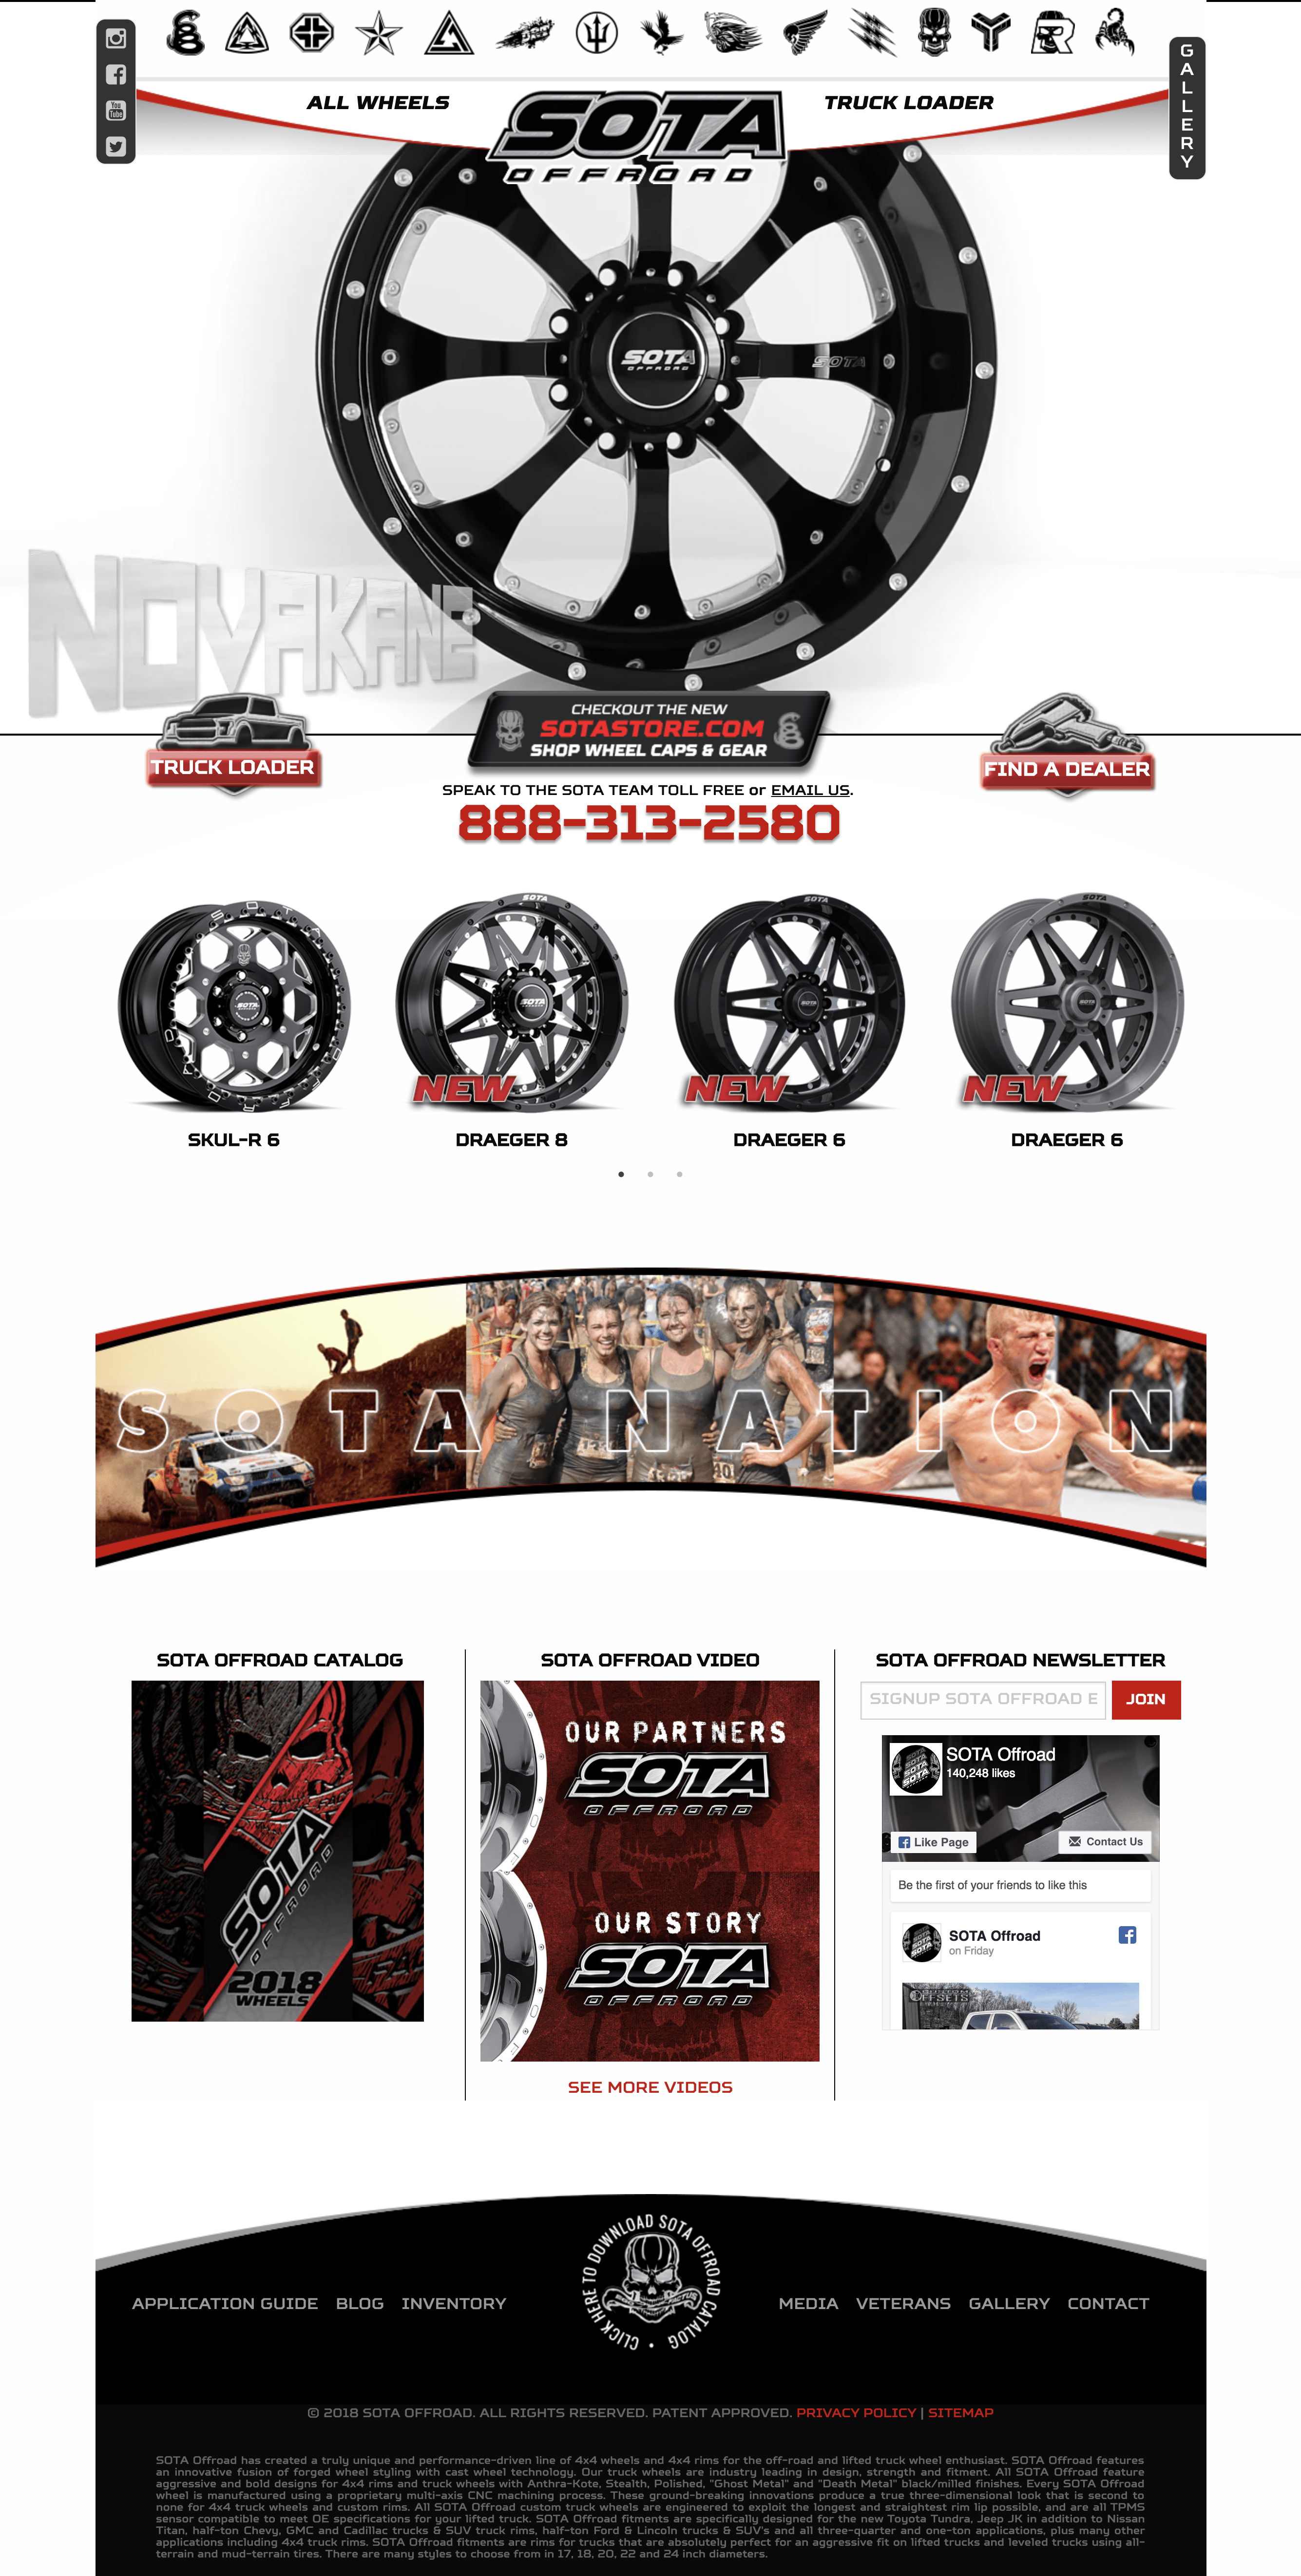 GALLERY
ALL WHEELS
TRUCK LOADER
SOTA
OFFROAD
SOTA
OFFROAD
SOTA
NOVAKANE
TRUCK LOADER
CHECKOUT THE NEW
SOTASTORE.COM
SHOP WHEEL CAPS & GEAR
FIND A DEALER
SPEAK TO THE SOTA TEAM TOLL FREE or EMAIL US.
888-313-2580
NEW
NEW
NEW
SKUL-R 6
DRAEGER 8
DRAEGER 6
DRAEGER 6
SOTA NATION
SOTA OFFROAD CATALOG
SOTA OFFROAD VIDEO
SOTA OFFROAD NEWSLETTER
SIGNUP SOTA OFFROAD E
JOIN
SOTA
OFFROAD
2018
WHEELS
OUR PARTNERS
SOTA
OFFROAD
OUR STORY
SOTA
OFFROAD
SEE MORE VIDEOS
SOTA Offroad
140,248 likes
Like Page
Contact Us
Be the first of your friends to like this
SOTA Offroad
on Friday
OFFSETS
CLICK HERE TO DOWNLOAD SOTA OFFROAD CATALOG
APPLICATION GUIDE BLOG INVENTORY
MEDIA VETERANS GALLERY CONTACT
© 2018 SOTA OFFROAD. ALL RIGHTS RESERVED. PATENT APPROVED. PRIVACY POLICY | SITEMAP
SOTA Offroad has created a truly unique and performance-driven line of 4x4 wheels and 4x4 rims for the off-road and lifted truck wheel enthusiast. SOTA Offroad features
an innovative fusion of forged wheel styling with cast wheel technology. Our truck wheels are industry leading in design, strength and fitment. All SOTA Offroad feature
aggressive and bold designs for 4x4 rims and truck wheels with Anthra-Kote, Stealth, Polished, "Ghost Metal" and "Death Metal" black/milled finishes. Every SOTA Offroad
wheel is manufactured using a proprietary multi-axis CNC machining process. These ground-breaking innovations produce a true three-dimensional look that is second to
none for 4x4 truck wheels and custom rims. All SOTA Offroad custom truck wheels are engineered to exploit the longest and straightest rim lip possible, and are all TPMS
sensor compatible to meet OE specifications for your lifted truck. SOTA Offroad fitments are specifically designed for the new Toyota Tundra, Jeep JK in addition to Nissan
Titan, half-ton Chevy, GMC and Cadillac trucks & SUV truck rims, half-ton Ford & Lincoln trucks & SUV's and all three-quarter and one-ton applications, plus many other
applications including 4x4 truck rims. SOTA Offroad fitments are rims for trucks that are absolutely perfect for an aggressive fit on lifted trucks and leveled trucks using all-
terrain and mud-terrain tires. There are many styles to choose from in 17, 18, 20, 22 and 24 inch diameters.